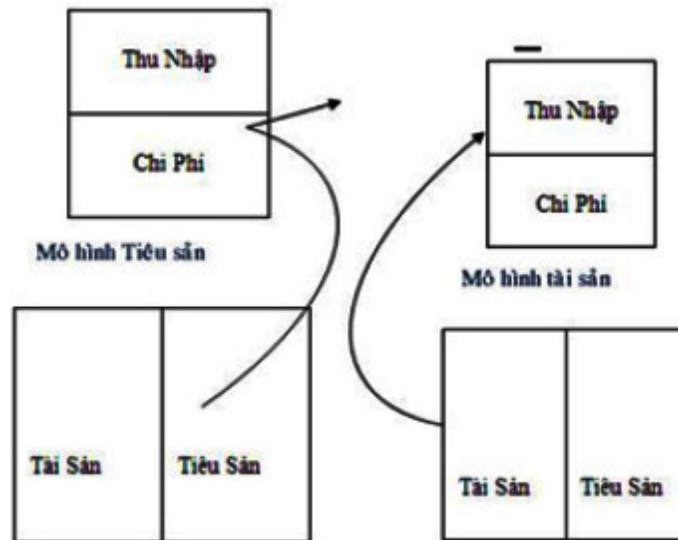 Thu Nhập
Chi Phí
Mô hình Tiêu sản
Tài Sản
Tiêu Sản
Thu Nhập
Chi Phí
Mô hình tài sản
Tài Sản
Tiêu Sản